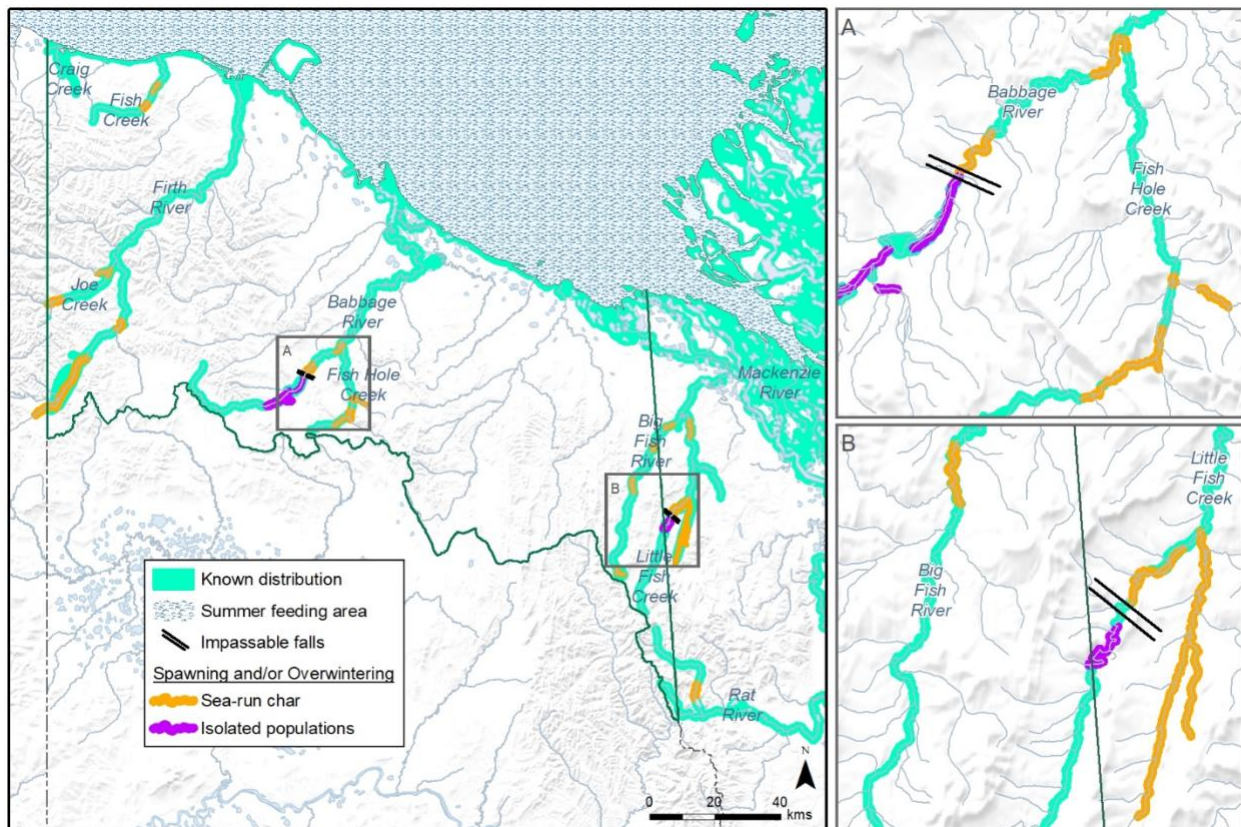 Craig
Creek
Fish
Creek
Firth
River
Joe
Creek
Babbage
River
A
Fish Hole
Creek
Mackenzie
River
Big
Fish
River
B
Little
Fish
Creek
Rat
River
Known distribution
Summer feeding area
Impassable falls
Spawning and/or Overwintering
Sea-run char
Isolated populations
N
0 20 40
kms
A
Babbage
River
Fish
Hole
Creek
B
Little
Fish
Creek
Big
Fish
River